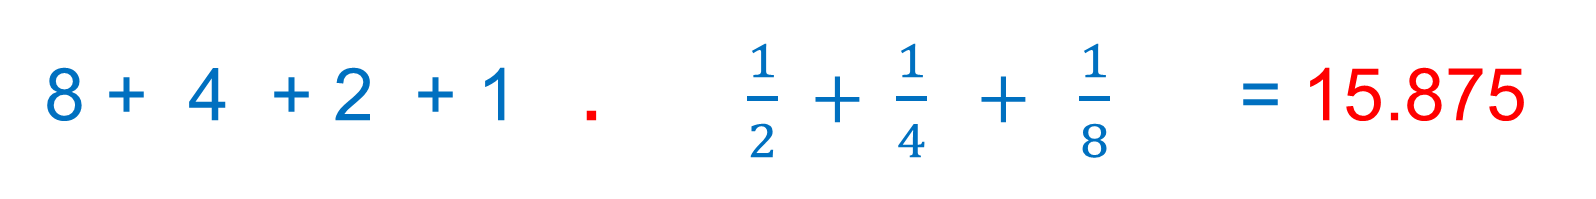 8 + 4 + 2 + 1 . 1/2 + 1/4 + 1/8 = 15.875